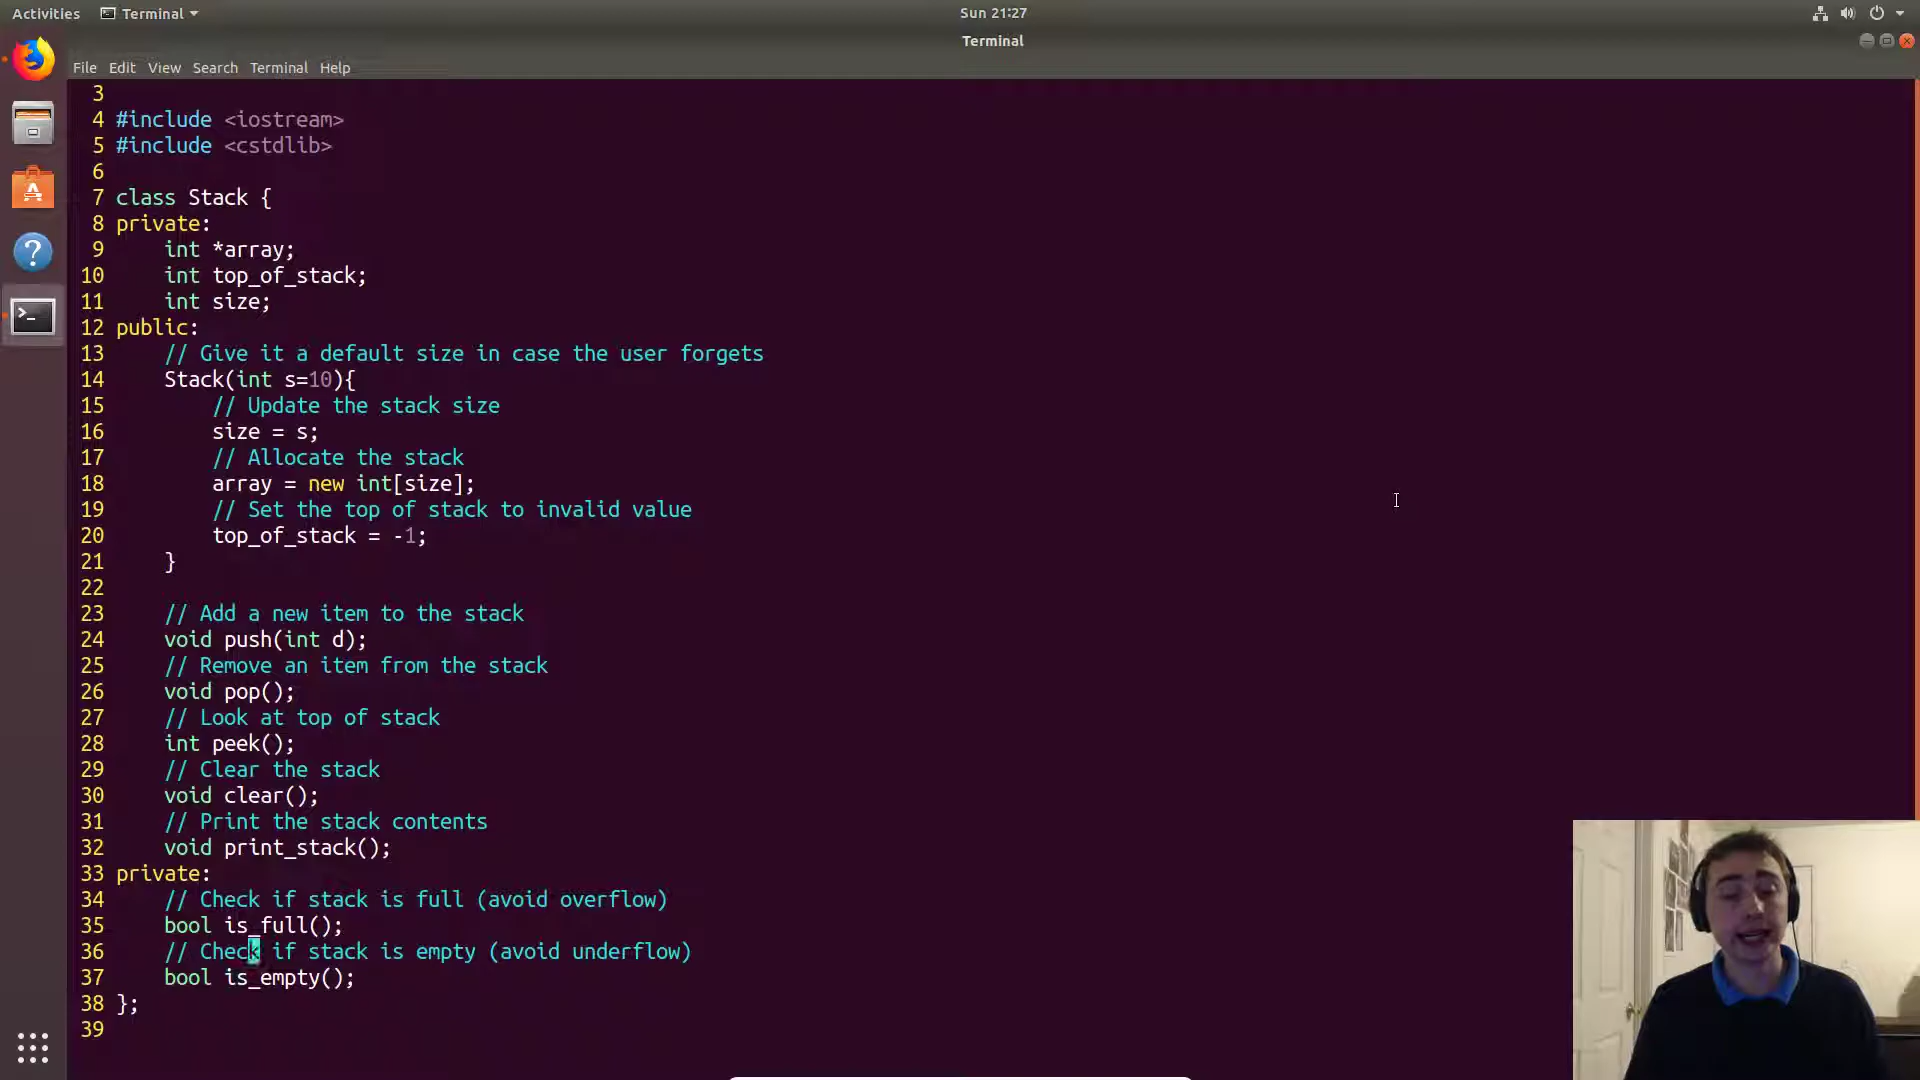 Activities Terminal Sun 21:27
Terminal
File Edit View Search Terminal Help
3
4 #include <iostream>
5 #include <cstdlib>
6
7 class Stack {
8 private:
9     int *array;
10     int top_of_stack;
11     int size;
12 public:
13     // Give it a default size in case the user forgets
14     Stack(int s=10){
15         // Update the stack size
16         size = s;
17         // Allocate the stack
18         array = new int[size];
19         // Set the top of stack to invalid value
20         top_of_stack = -1;
21     }
22
23     // Add a new item to the stack
24     void push(int d);
25     // Remove an item from the stack
26     void pop();
27     // Look at top of stack
28     int peek();
29     // Clear the stack
30     void clear();
31     // Print the stack contents
32     void print_stack();
33 private:
34     // Check if stack is full (avoid overflow)
35     bool is_full();
36     // Check if stack is empty (avoid underflow)
37     bool is_empty();
38 };
39